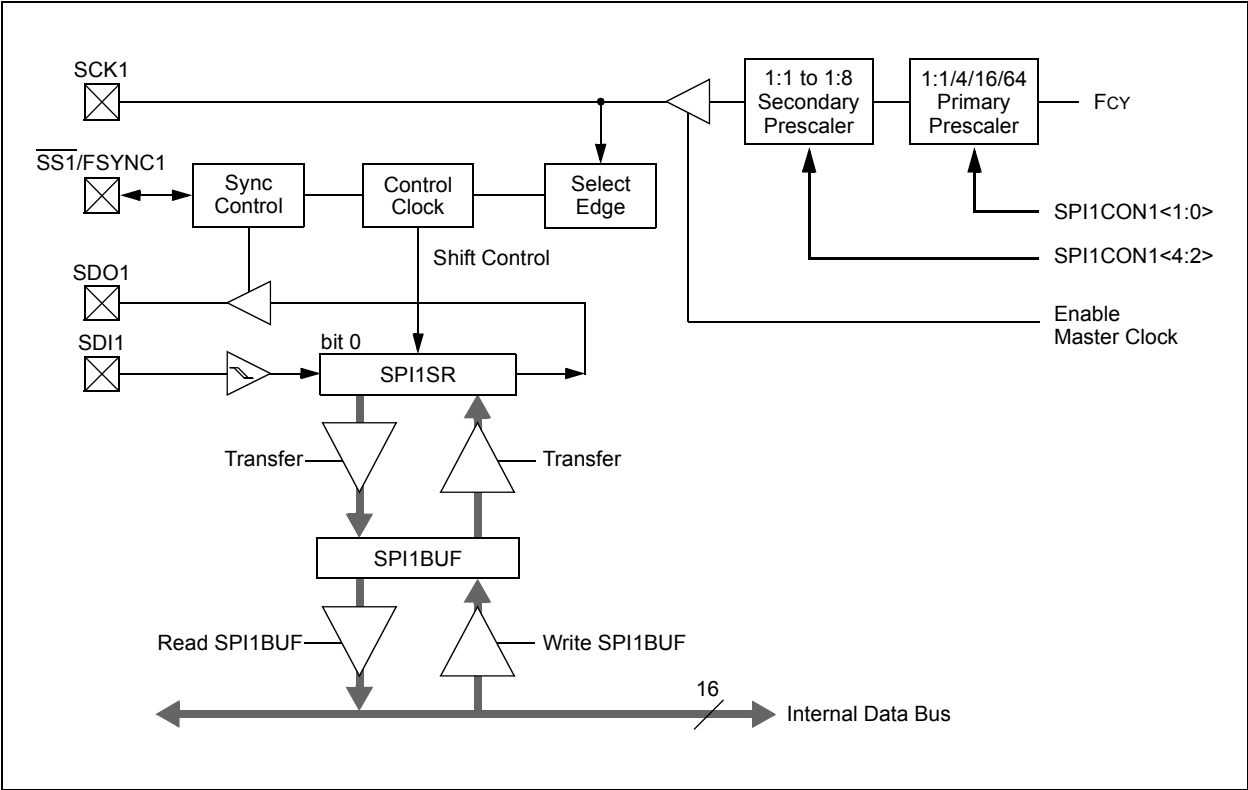 SCK1
1:1 to 1:8
Secondary
Prescaler
1:1/4/16/64
Primary
Prescaler
FCY
SS1/FSYNC1
Sync
Control
Control
Clock
Select
Edge
SPI1CON1<1:0>
SPI1CON1<4:2>
Shift Control
SDO1
Enable
Master Clock
SDI1
bit 0
SPI1SR
Transfer
Transfer
SPI1BUF
Read SPI1BUF
Write SPI1BUF
16
Internal Data Bus